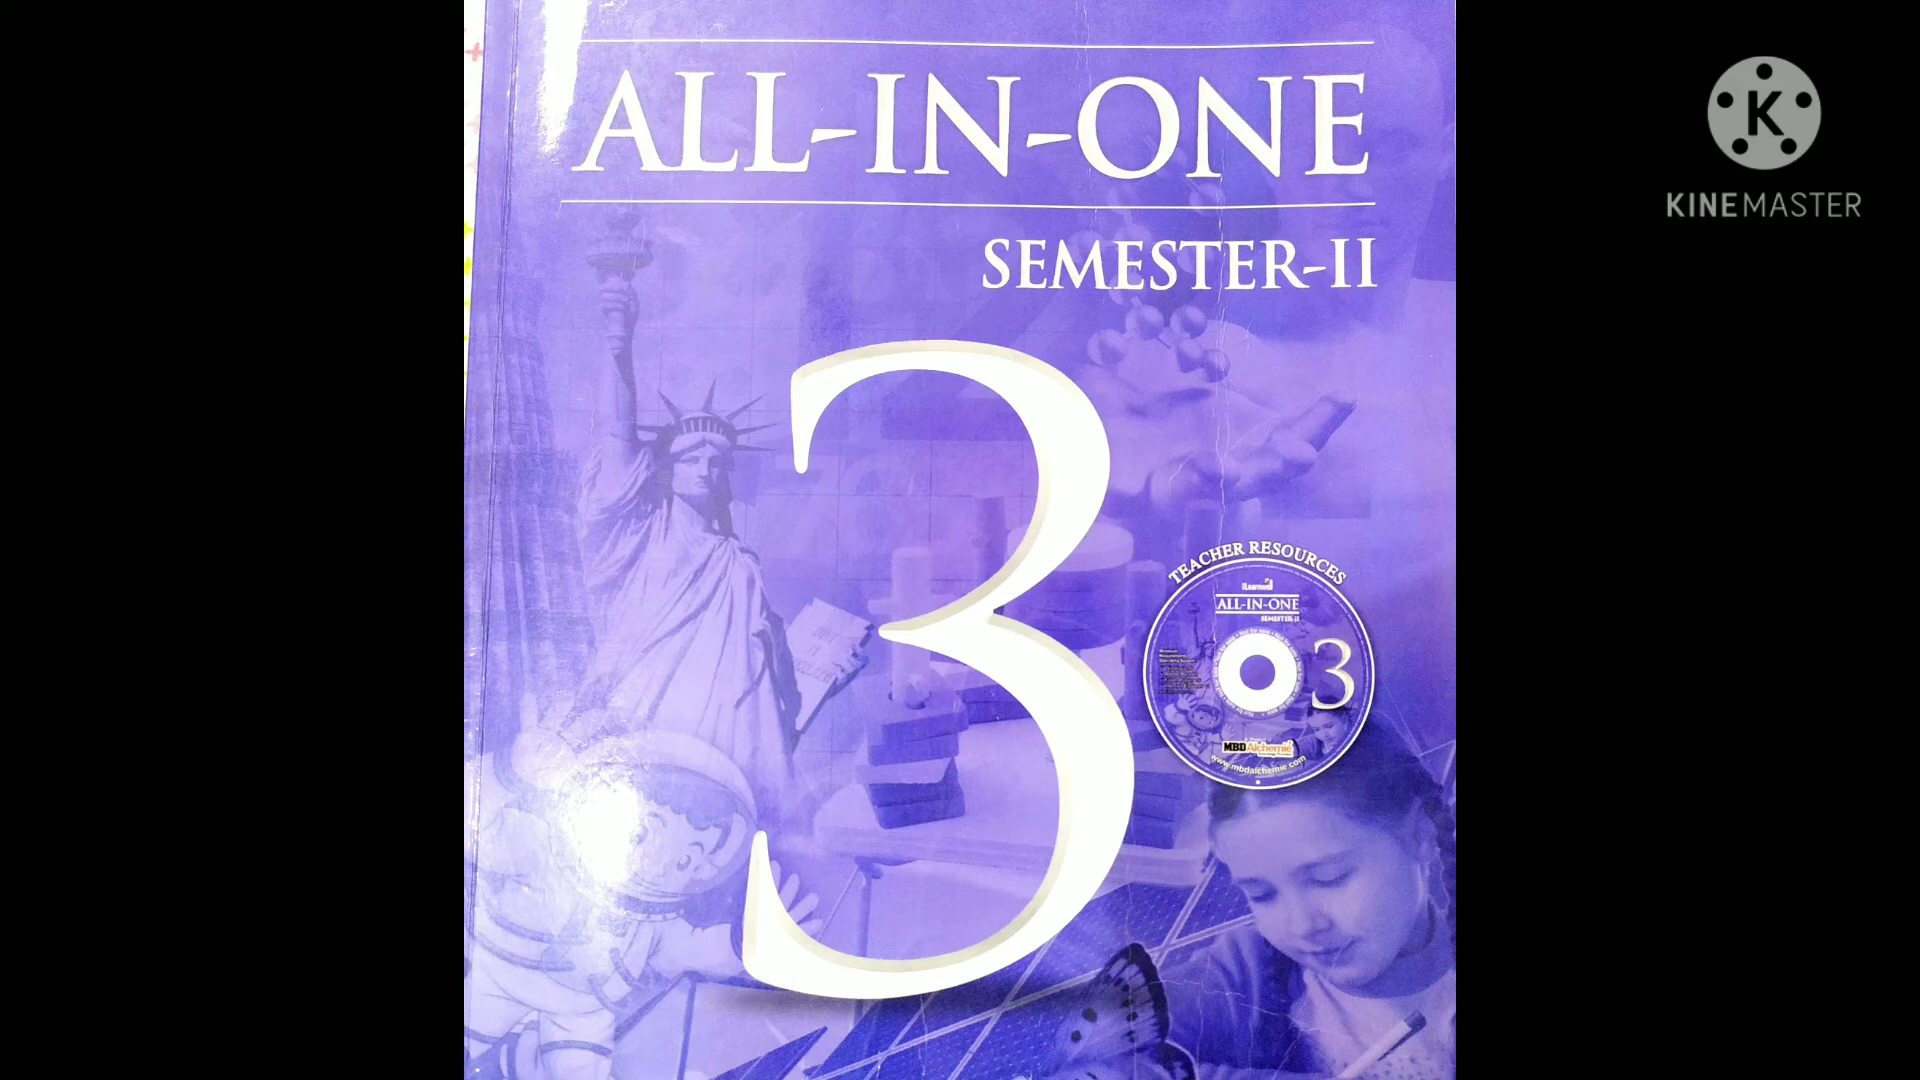 ALL-IN-ONE
SEMESTER-II
3
TEACHER RESOURCES
ALL-IN-ONE
SEMESTER-II
3
MBD Alchemie
www.mbdalchemie.com
K
KINEMASTER